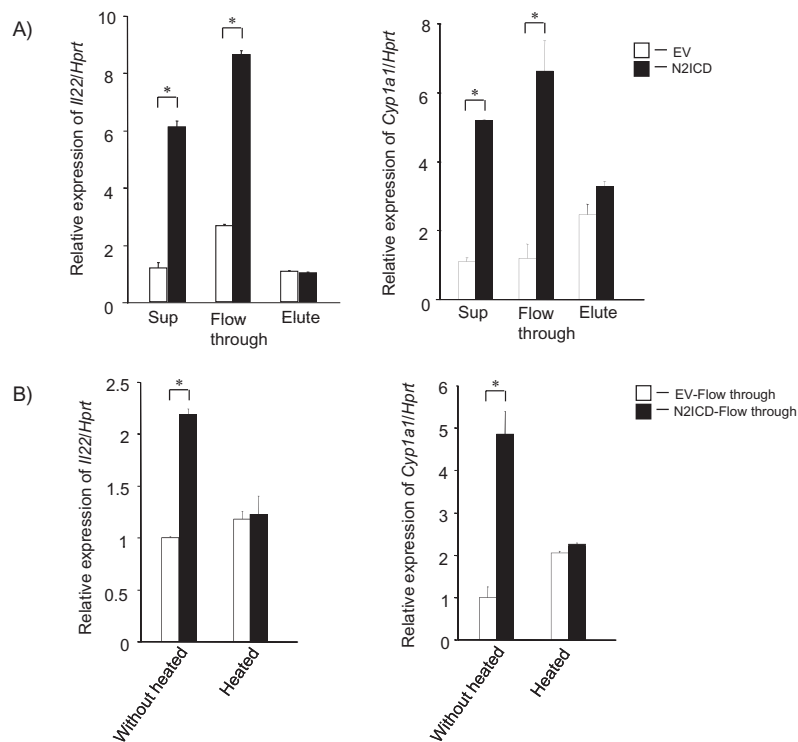 A)
Relative expression of Il22/Hprt
10
8
6
4
2
0
*
*
Sup
Flow
through
Elute
Relative expression of Cyp1a1/Hprt
8
6
4
2
0
*
*
Sup
Flow
through
Elute
EV
N2ICD
B)
Relative expression of Il22/Hprt
2.5
2
1.5
1
0.5
0
*
Without heated
Heated
Relative expression of Cyp1a1/Hprt
6
5
4
3
2
1
0
*
Without heated
Heated
EV-Flow through
N2ICD-Flow through